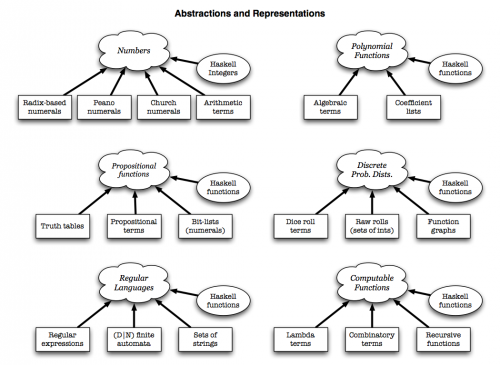 Abstractions and Representations
Numbers
Haskell
Integers
Radix-based
numerals
Peano
numerals
Church
numerals
Arithmetic
terms
Polynomial
Functions
Haskell
functions
Algebraic
terms
Coefficient
lists
Propositional
functions
Haskell
functions
Truth tables
Propositional
terms
Bit-lists
(numerals)
Discrete
Prob. Dists.
Haskell
functions
Dice roll
terms
Raw rolls
(sets of ints)
Function
graphs
Regular
Languages
Haskell
functions
Regular
expressions
(D|N) finite
automata
Sets of
strings
Computable
Functions
Haskell
functions
Lambda
terms
Combinatory
terms
Recursive
functions